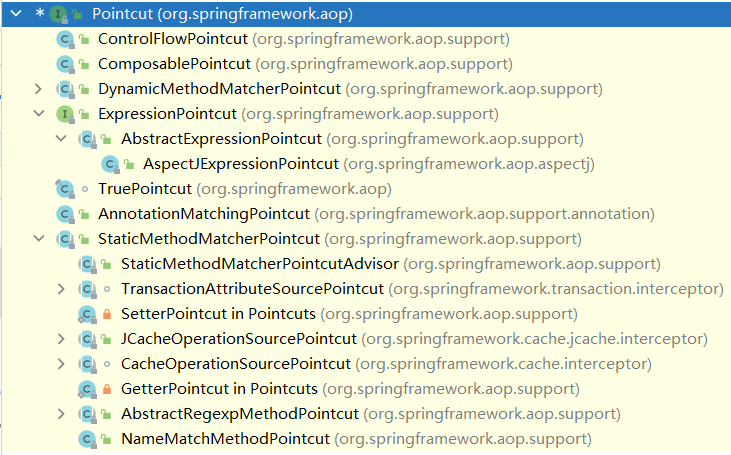 Pointcut (org.springframework.aop)
ControlFlowPointcut (org.springframework.aop.support)
ComposablePointcut (org.springframework.aop.support)
DynamicMethodMatcherPointcut (org.springframework.aop.support)
ExpressionPointcut (org.springframework.aop.support)
AbstractExpressionPointcut (org.springframework.aop.support)
AspectJExpressionPointcut (org.springframework.aop.aspectj)
TruePointcut (org.springframework.aop)
AnnotationMatchingPointcut (org.springframework.aop.support.annotation)
StaticMethodMatcherPointcut (org.springframework.aop.support)
StaticMethodMatcherPointcutAdvisor (org.springframework.aop.support)
TransactionAttributeSourcePointcut (org.springframework.transaction.interceptor)
SetterPointcut in Pointcuts (org.springframework.aop.support)
JCacheOperationSourcePointcut (org.springframework.cache.jcache.interceptor)
CacheOperationSourcePointcut (org.springframework.cache.interceptor)
GetterPointcut in Pointcuts (org.springframework.aop.support)
AbstractRegexpMethodPointcut (org.springframework.aop.support)
NameMatchMethodPointcut (org.springframework.aop.support)